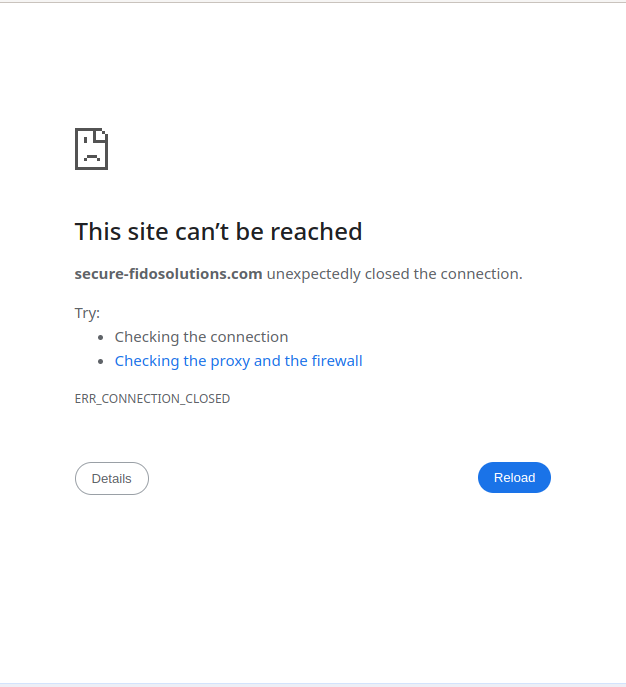 This site can’t be reached
secure-fidosolutions.com unexpectedly closed the connection.
Try:
• Checking the connection
• Checking the proxy and the firewall
ERR_CONNECTION_CLOSED
Details
Reload